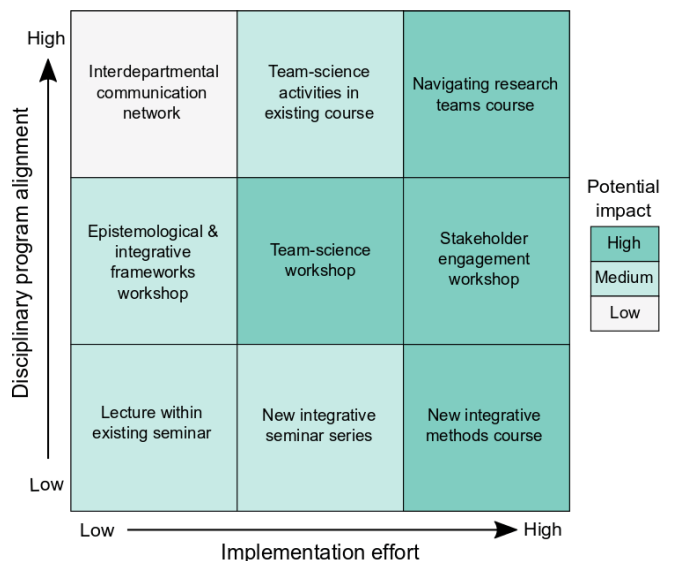 High
Interdepartmental
communication
network
Team-science
activities in
existing course
Navigating research
teams course
Disciplinary program alignment
Epistemological &
integrative
frameworks
workshop
Team-science
workshop
Stakeholder
engagement
workshop
Potential
impact
High
Medium
Low
Lecture within
existing seminar
New integrative
seminar series
New integrative
methods course
Low
Low
High
Implementation effort